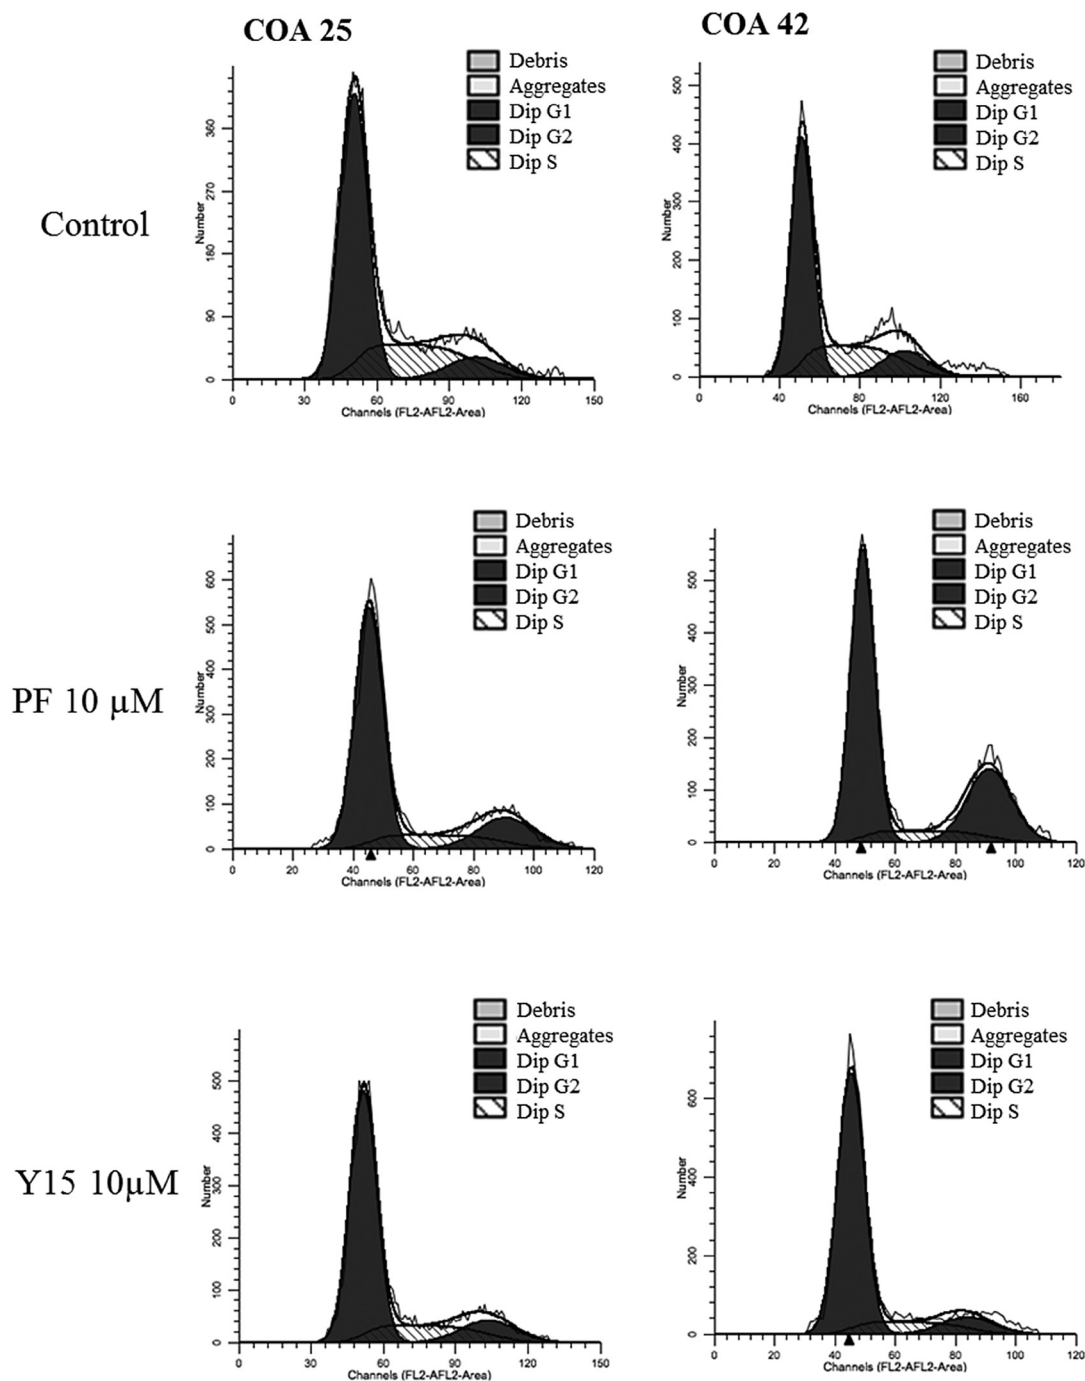 COA 25
COA 42
Control
Debris
Aggregates
Dip G1
Dip G2
Dip S
Number
0 90 180 270 360
0 30 60 90 120 150
Channels (FL2-AFL2-Area)
Debris
Aggregates
Dip G1
Dip G2
Dip S
Number
0 100 200 300 400 500
0 40 80 120 160
Channels (FL2-AFL2-Area)
PF 10 µM
Debris
Aggregates
Dip G1
Dip G2
Dip S
Number
0 100 200 300 400 500 600
0 20 40 60 80 100 120
Channels (FL2-AFL2-Area)
Debris
Aggregates
Dip G1
Dip G2
Dip S
Number
0 100 200 300 400 500
0 20 40 60 80 100 120
Channels (FL2-AFL2-Area)
Y15 10µM
Debris
Aggregates
Dip G1
Dip G2
Dip S
Number
0 100 200 300 400 500
0 30 60 90 120 150
Channels (FL2-AFL2-Area)
Debris
Aggregates
Dip G1
Dip G2
Dip S
Number
0 200 400 600
0 20 40 60 80 100 120
Channels (FL2-AFL2-Area)